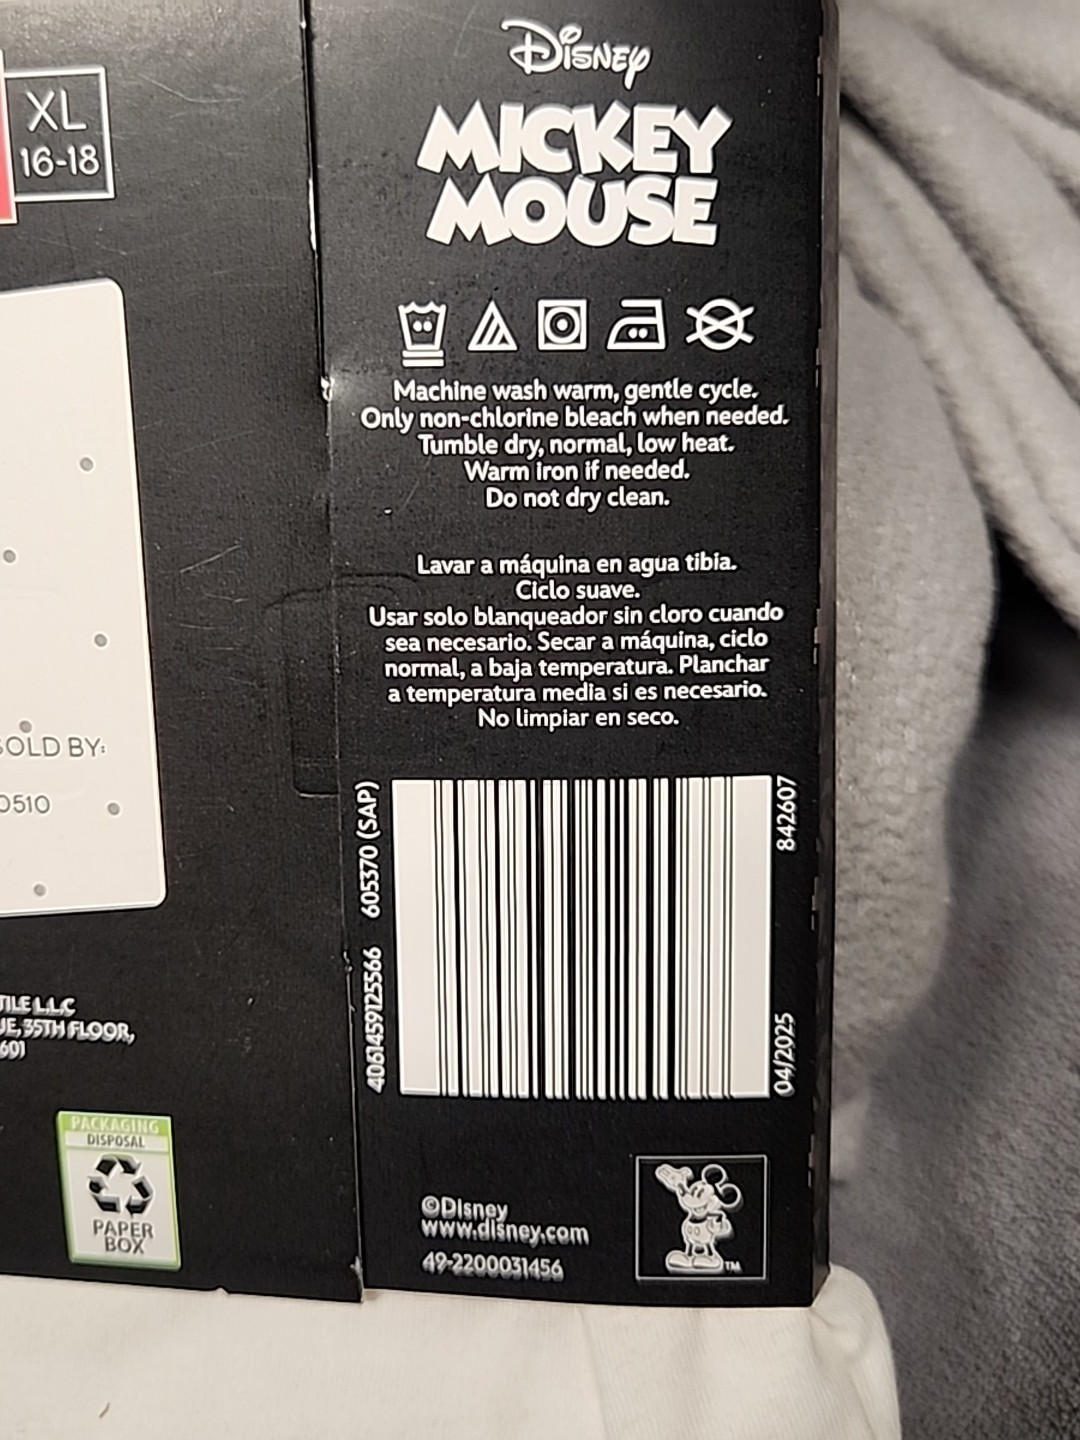 XL
16-18
SOLD BY:
0510
601
PACKAGING
DISPOSAL
PAPER
BOX
Disney
MICKEY
MOUSE
Machine wash warm, gentle cycle.
Only non-chlorine bleach when needed.
Tumble dry, normal, low heat.
Warm iron if needed.
Do not dry clean.
Lavar a máquina en agua tibia.
Ciclo suave.
Usar solo blanqueador sin cloro cuando
sea necesario. Secar a máquina, ciclo
normal, a baja temperatura. Planchar
a temperatura media si es necesario.
No limpiar en seco.
4061459125566 605370 (SAP)
04/2025 842607
©Disney
www.disney.com
49-2200031456
TM
TILE L.L.C
UE, 35TH FLOOR,